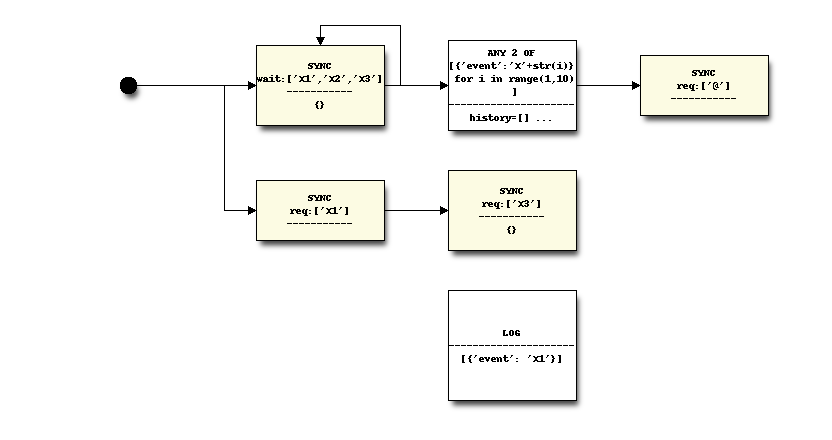 SYNC
wait:['X1','X2','X3']
-----------
{}
ANY 2 OF
[{'event':'X'+str(i)}
for i in range(1,10)
]
---------------------
history=[] ...
SYNC
req:['@']
-----------
SYNC
req:['X1']
-----------
SYNC
req:['X3']
-----------
{}
LOG
---------------------
[{'event': 'X1'}]